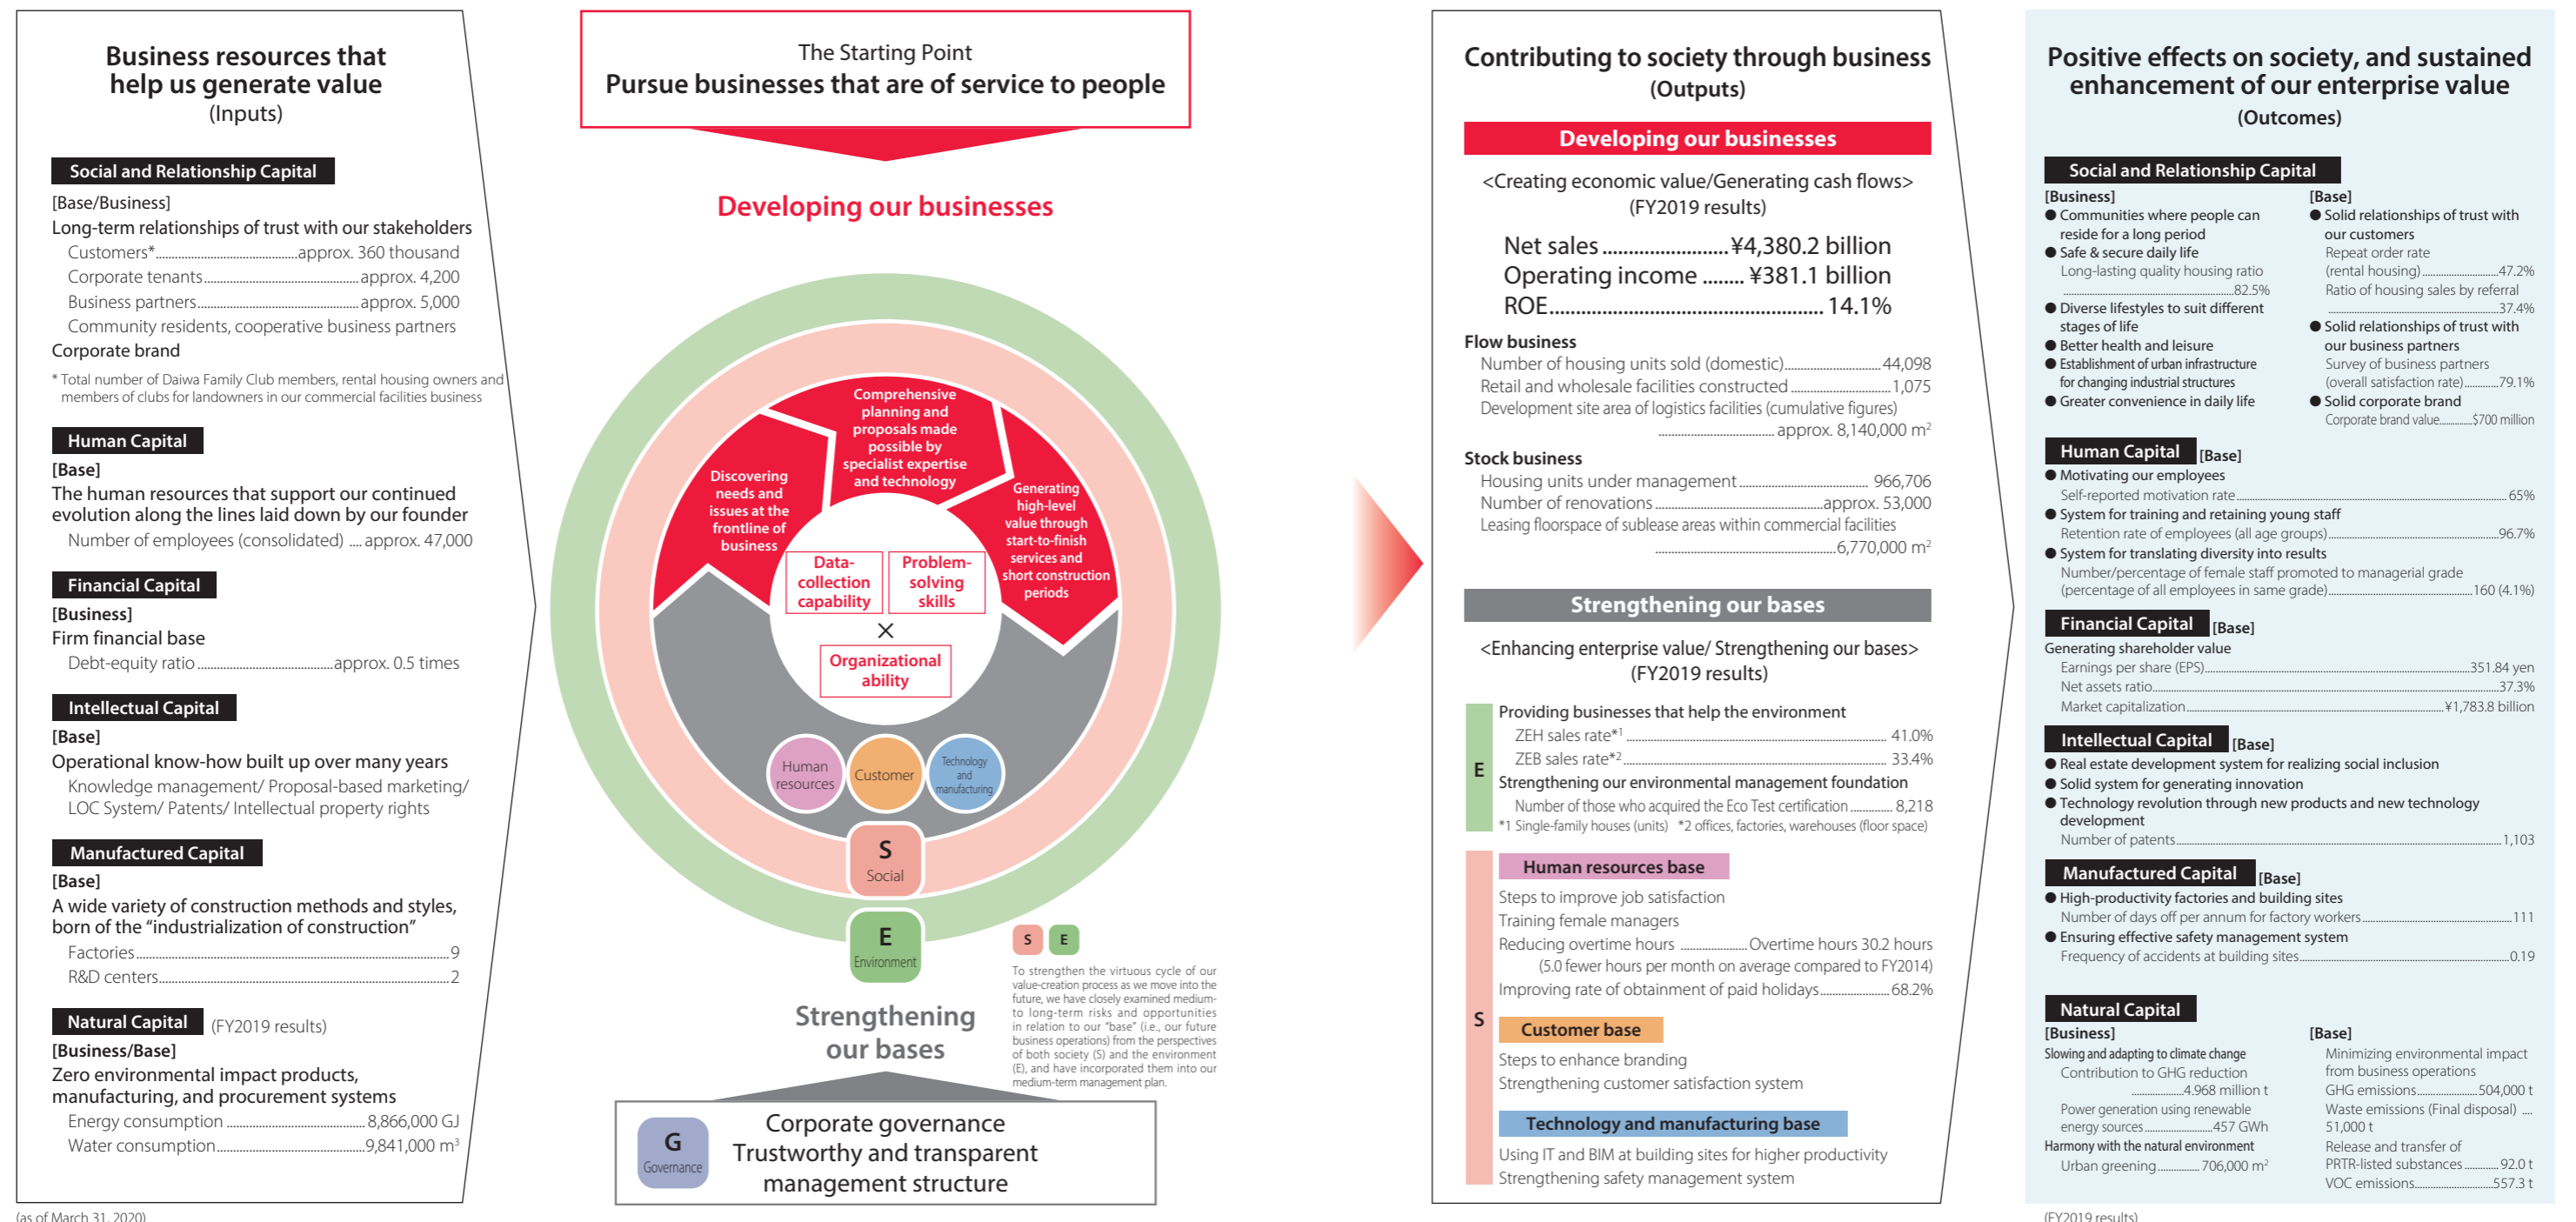 Business resources that
help us generate value
(Inputs)
Social and Relationship Capital
[Base/Business]
Long-term relationships of trust with our stakeholders
Customers*..........approx. 360 thousand
Corporate tenants..........approx. 4,200
Business partners..........approx. 5,000
Community residents, cooperative business partners
Corporate brand
* Total number of Daiwa Family Club members, rental housing owners and
members of clubs for landowners in our commercial facilities business
Human Capital
[Base]
The human resources that support our continued
evolution along the lines laid down by our founder
Number of employees (consolidated) .... approx. 47,000
Financial Capital
[Business]
Firm financial base
Debt-equity ratio..........approx. 0.5 times
Intellectual Capital
[Base]
Operational know-how built up over many years
Knowledge management/ Proposal-based marketing/
LOC System/ Patents/ Intellectual property rights
Manufactured Capital
[Base]
A wide variety of construction methods and styles,
born of the “industrialization of construction”
Factories..........9
R&D centers..........2
Natural Capital (FY2019 results)
[Business/Base]
Zero environmental impact products,
manufacturing, and procurement systems
Energy consumption..........8,866,000 GJ
Water consumption..........9,841,000 m³
(as of March 31, 2020)
The Starting Point
Pursue businesses that are of service to people
Developing our businesses
Discovering
needs and
issues at the
frontline of
business
Comprehensive
planning and
proposals made
possible by
specialist expertise
and technology
Generating
high-level
value through
start-to-finish
services and
short construction
periods
Data-
collection
capability
Problem-
solving
skills
×
Organizational
ability
Human
resources
Customer
Technology
and
manufacturing
S
Social
E
Environment
S E
To strengthen the virtuous cycle of our
value-creation process as we move into the
future, we have closely examined medium-
to long-term risks and opportunities
in relation to our “base” (i.e., our future
business operations) from the perspectives
of both society (S) and the environment
(E), and have incorporated them into our
medium-term management plan.
Strengthening
our bases
G
Governance
Corporate governance
Trustworthy and transparent
management structure
Contributing to society through business
(Outputs)
Developing our businesses
<Creating economic value/Generating cash flows>
(FY2019 results)
Net sales..........¥4,380.2 billion
Operating income ........ ¥381.1 billion
ROE..........14.1%
Flow business
Number of housing units sold (domestic)..........44,098
Retail and wholesale facilities constructed..........1,075
Development site area of logistics facilities (cumulative figures)
..........approx. 8,140,000 m²
Stock business
Housing units under management..........966,706
Number of renovations..........approx. 53,000
Leasing floorspace of sublease areas within commercial facilities
..........6,770,000 m²
Strengthening our bases
<Enhancing enterprise value/ Strengthening our bases>
(FY2019 results)
E
Providing businesses that help the environment
ZEH sales rate*1..........41.0%
ZEB sales rate*2..........33.4%
Strengthening our environmental management foundation
Number of those who acquired the Eco Test certification..........8,218
*1 Single-family houses (units) *2 offices, factories, warehouses (floor space)
S
Human resources base
Steps to improve job satisfaction
Training female managers
Reducing overtime hours..........Overtime hours 30.2 hours
(5.0 fewer hours per month on average compared to FY2014)
Improving rate of obtainment of paid holidays..........68.2%
Customer base
Steps to enhance branding
Strengthening customer satisfaction system
Technology and manufacturing base
Using IT and BIM at building sites for higher productivity
Strengthening safety management system
Positive effects on society, and sustained
enhancement of our enterprise value
(Outcomes)
Social and Relationship Capital
[Business]
● Communities where people can
reside for a long period
● Safe & secure daily life
Long-lasting quality housing ratio
..........82.5%
● Diverse lifestyles to suit different
stages of life
● Better health and leisure
● Establishment of urban infrastructure
for changing industrial structures
● Greater convenience in daily life
[Base]
● Solid relationships of trust with
our customers
Repeat order rate
(rental housing)..........47.2%
Ratio of housing sales by referral
..........37.4%
● Solid relationships of trust with
our business partners
Survey of business partners
(overall satisfaction rate)..........79.1%
● Solid corporate brand
Corporate brand value..........$700 million
Human Capital [Base]
● Motivating our employees
Self-reported motivation rate..........65%
● System for training and retaining young staff
Retention rate of employees (all age groups)..........96.7%
● System for translating diversity into results
Number/percentage of female staff promoted to managerial grade
(percentage of all employees in same grade)..........160 (4.1%)
Financial Capital [Base]
Generating shareholder value
Earnings per share (EPS)..........351.84 yen
Net assets ratio..........37.3%
Market capitalization..........¥1,783.8 billion
Intellectual Capital [Base]
● Real estate development system for realizing social inclusion
● Solid system for generating innovation
● Technology revolution through new products and new technology
development
Number of patents..........1,103
Manufactured Capital [Base]
● High-productivity factories and building sites
Number of days off per annum for factory workers..........111
● Ensuring effective safety management system
Frequency of accidents at building sites..........0.19
Natural Capital
[Business]
Slowing and adapting to climate change
Contribution to GHG reduction
..........4.968 million t
Power generation using renewable
energy sources..........457 GWh
Harmony with the natural environment
Urban greening..........706,000 m²
[Base]
Minimizing environmental impact
from business operations
GHG emissions..........504,000 t
Waste emissions (Final disposal) ....
51,000 t
Release and transfer of
PRTR-listed substances..........92.0 t
VOC emissions..........557.3 t
(FY2019 results)